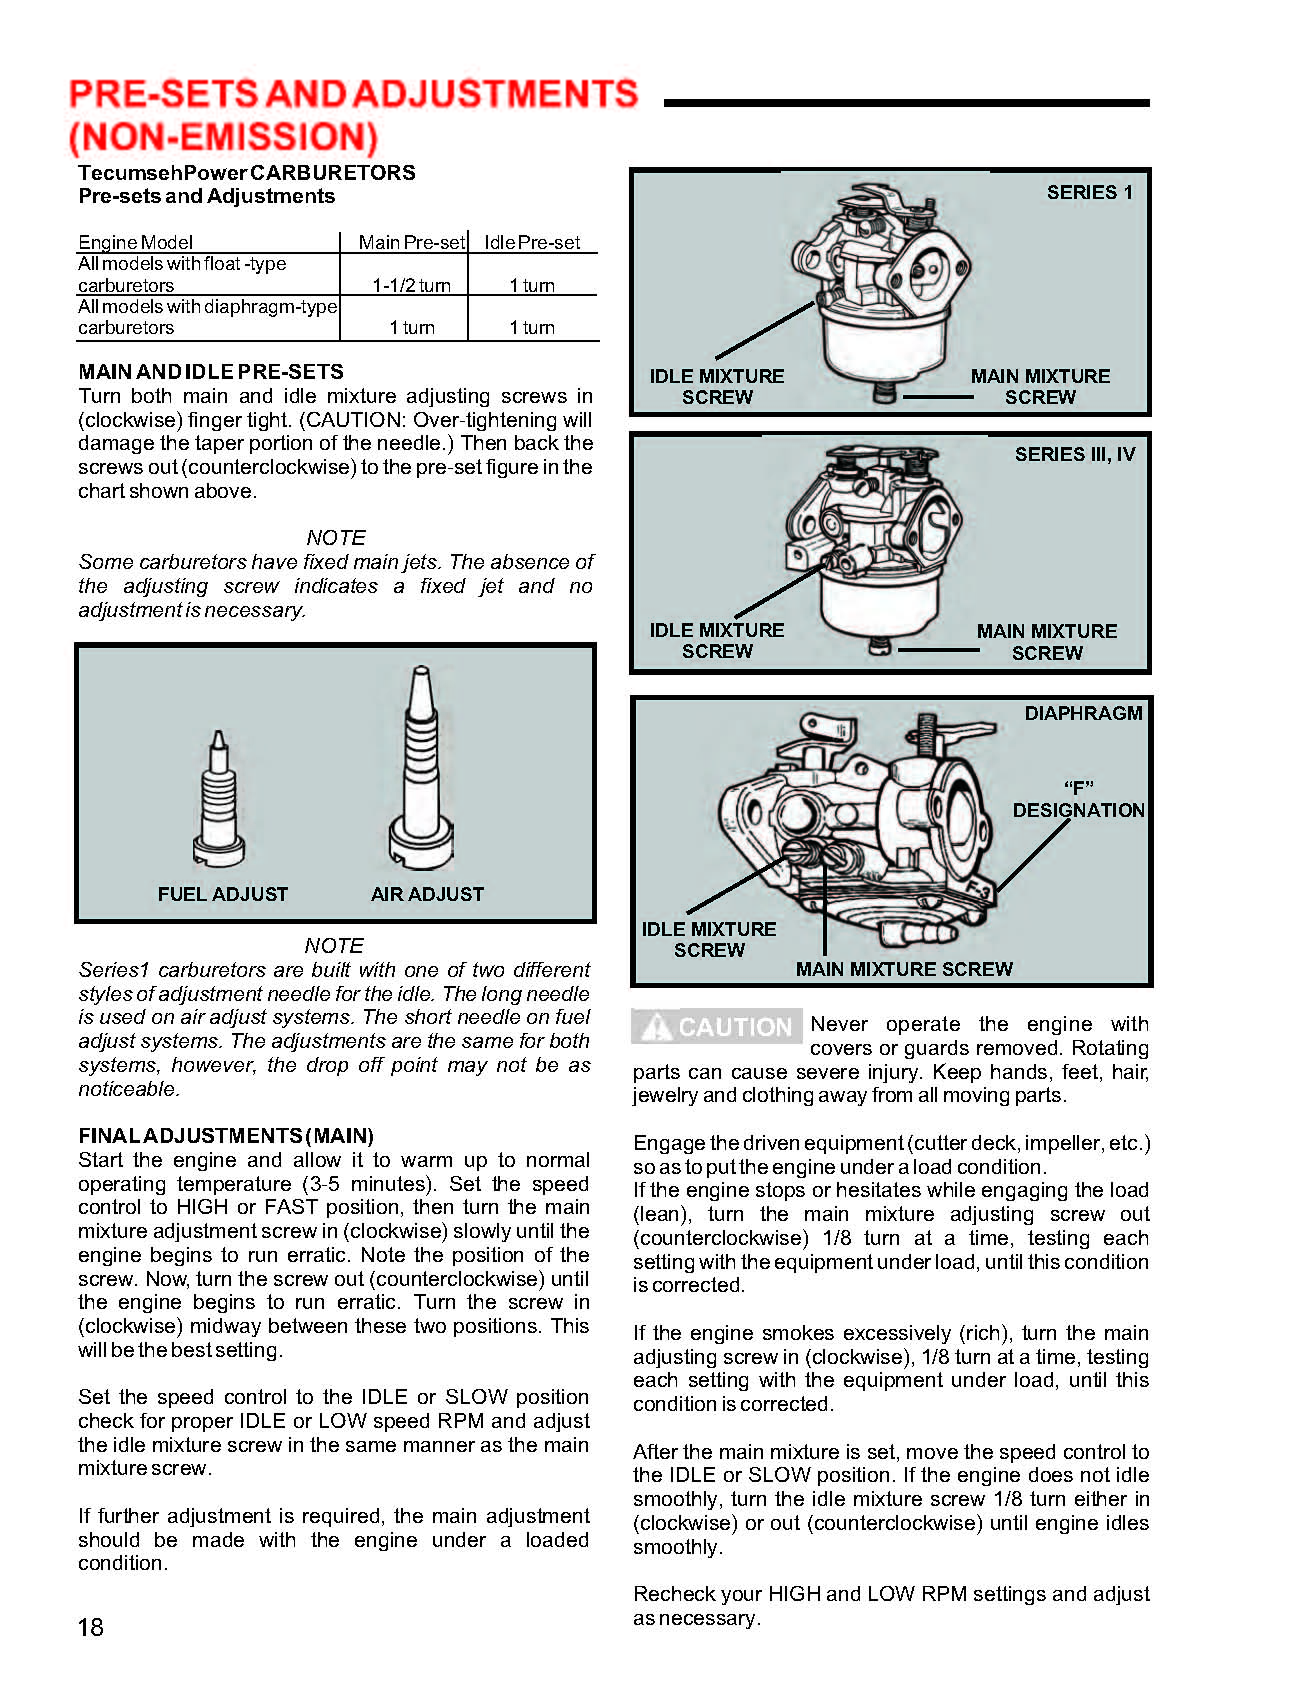 PRE-SETS AND ADJUSTMENTS
(NON-EMISSION)
Tecumseh Power CARBURETORS
Pre-sets and Adjustments
Engine Model Main Pre-set Idle Pre-set
All models with float -type
carburetors 1-1/2 turn 1 turn
All models with diaphragm-type
carburetors 1 turn 1 turn
MAIN AND IDLE PRE-SETS
Turn both main and idle mixture adjusting screws in
(clockwise) finger tight. (CAUTION: Over-tightening will
damage the taper portion of the needle.) Then back the
screws out (counterclockwise) to the pre-set figure in the
chart shown above.
NOTE
Some carburetors have fixed main jets. The absence of
the adjusting screw indicates a fixed jet and no
adjustment is necessary.
FUEL ADJUST AIR ADJUST
NOTE
Series1 carburetors are built with one of two different
styles of adjustment needle for the idle. The long needle
is used on air adjust systems. The short needle on fuel
adjust systems. The adjustments are the same for both
systems, however, the drop off point may not be as
noticeable.
FINAL ADJUSTMENTS (MAIN)
Start the engine and allow it to warm up to normal
operating temperature (3-5 minutes). Set the speed
control to HIGH or FAST position, then turn the main
mixture adjustment screw in (clockwise) slowly until the
engine begins to run erratic. Note the position of the
screw. Now, turn the screw out (counterclockwise) until
the engine begins to run erratic. Turn the screw in
(clockwise) midway between these two positions. This
will be the best setting.
Set the speed control to the IDLE or SLOW position
check for proper IDLE or LOW speed RPM and adjust
the idle mixture screw in the same manner as the main
mixture screw.
If further adjustment is required, the main adjustment
should be made with the engine under a loaded
condition.
18
SERIES 1
IDLE MIXTURE
SCREW
MAIN MIXTURE
SCREW
SERIES III, IV
IDLE MIXTURE
SCREW
MAIN MIXTURE
SCREW
DIAPHRAGM
“F”
DESIGNATION
F-3
IDLE MIXTURE
SCREW
MAIN MIXTURE SCREW
CAUTION Never operate the engine with
covers or guards removed. Rotating
parts can cause severe injury. Keep hands, feet, hair,
jewelry and clothing away from all moving parts.
Engage the driven equipment (cutter deck, impeller, etc.)
so as to put the engine under a load condition.
If the engine stops or hesitates while engaging the load
(lean), turn the main mixture adjusting screw out
(counterclockwise) 1/8 turn at a time, testing each
setting with the equipment under load, until this condition
is corrected.
If the engine smokes excessively (rich), turn the main
adjusting screw in (clockwise), 1/8 turn at a time, testing
each setting with the equipment under load, until this
condition is corrected.
After the main mixture is set, move the speed control to
the IDLE or SLOW position. If the engine does not idle
smoothly, turn the idle mixture screw 1/8 turn either in
(clockwise) or out (counterclockwise) until engine idles
smoothly.
Recheck your HIGH and LOW RPM settings and adjust
as necessary.